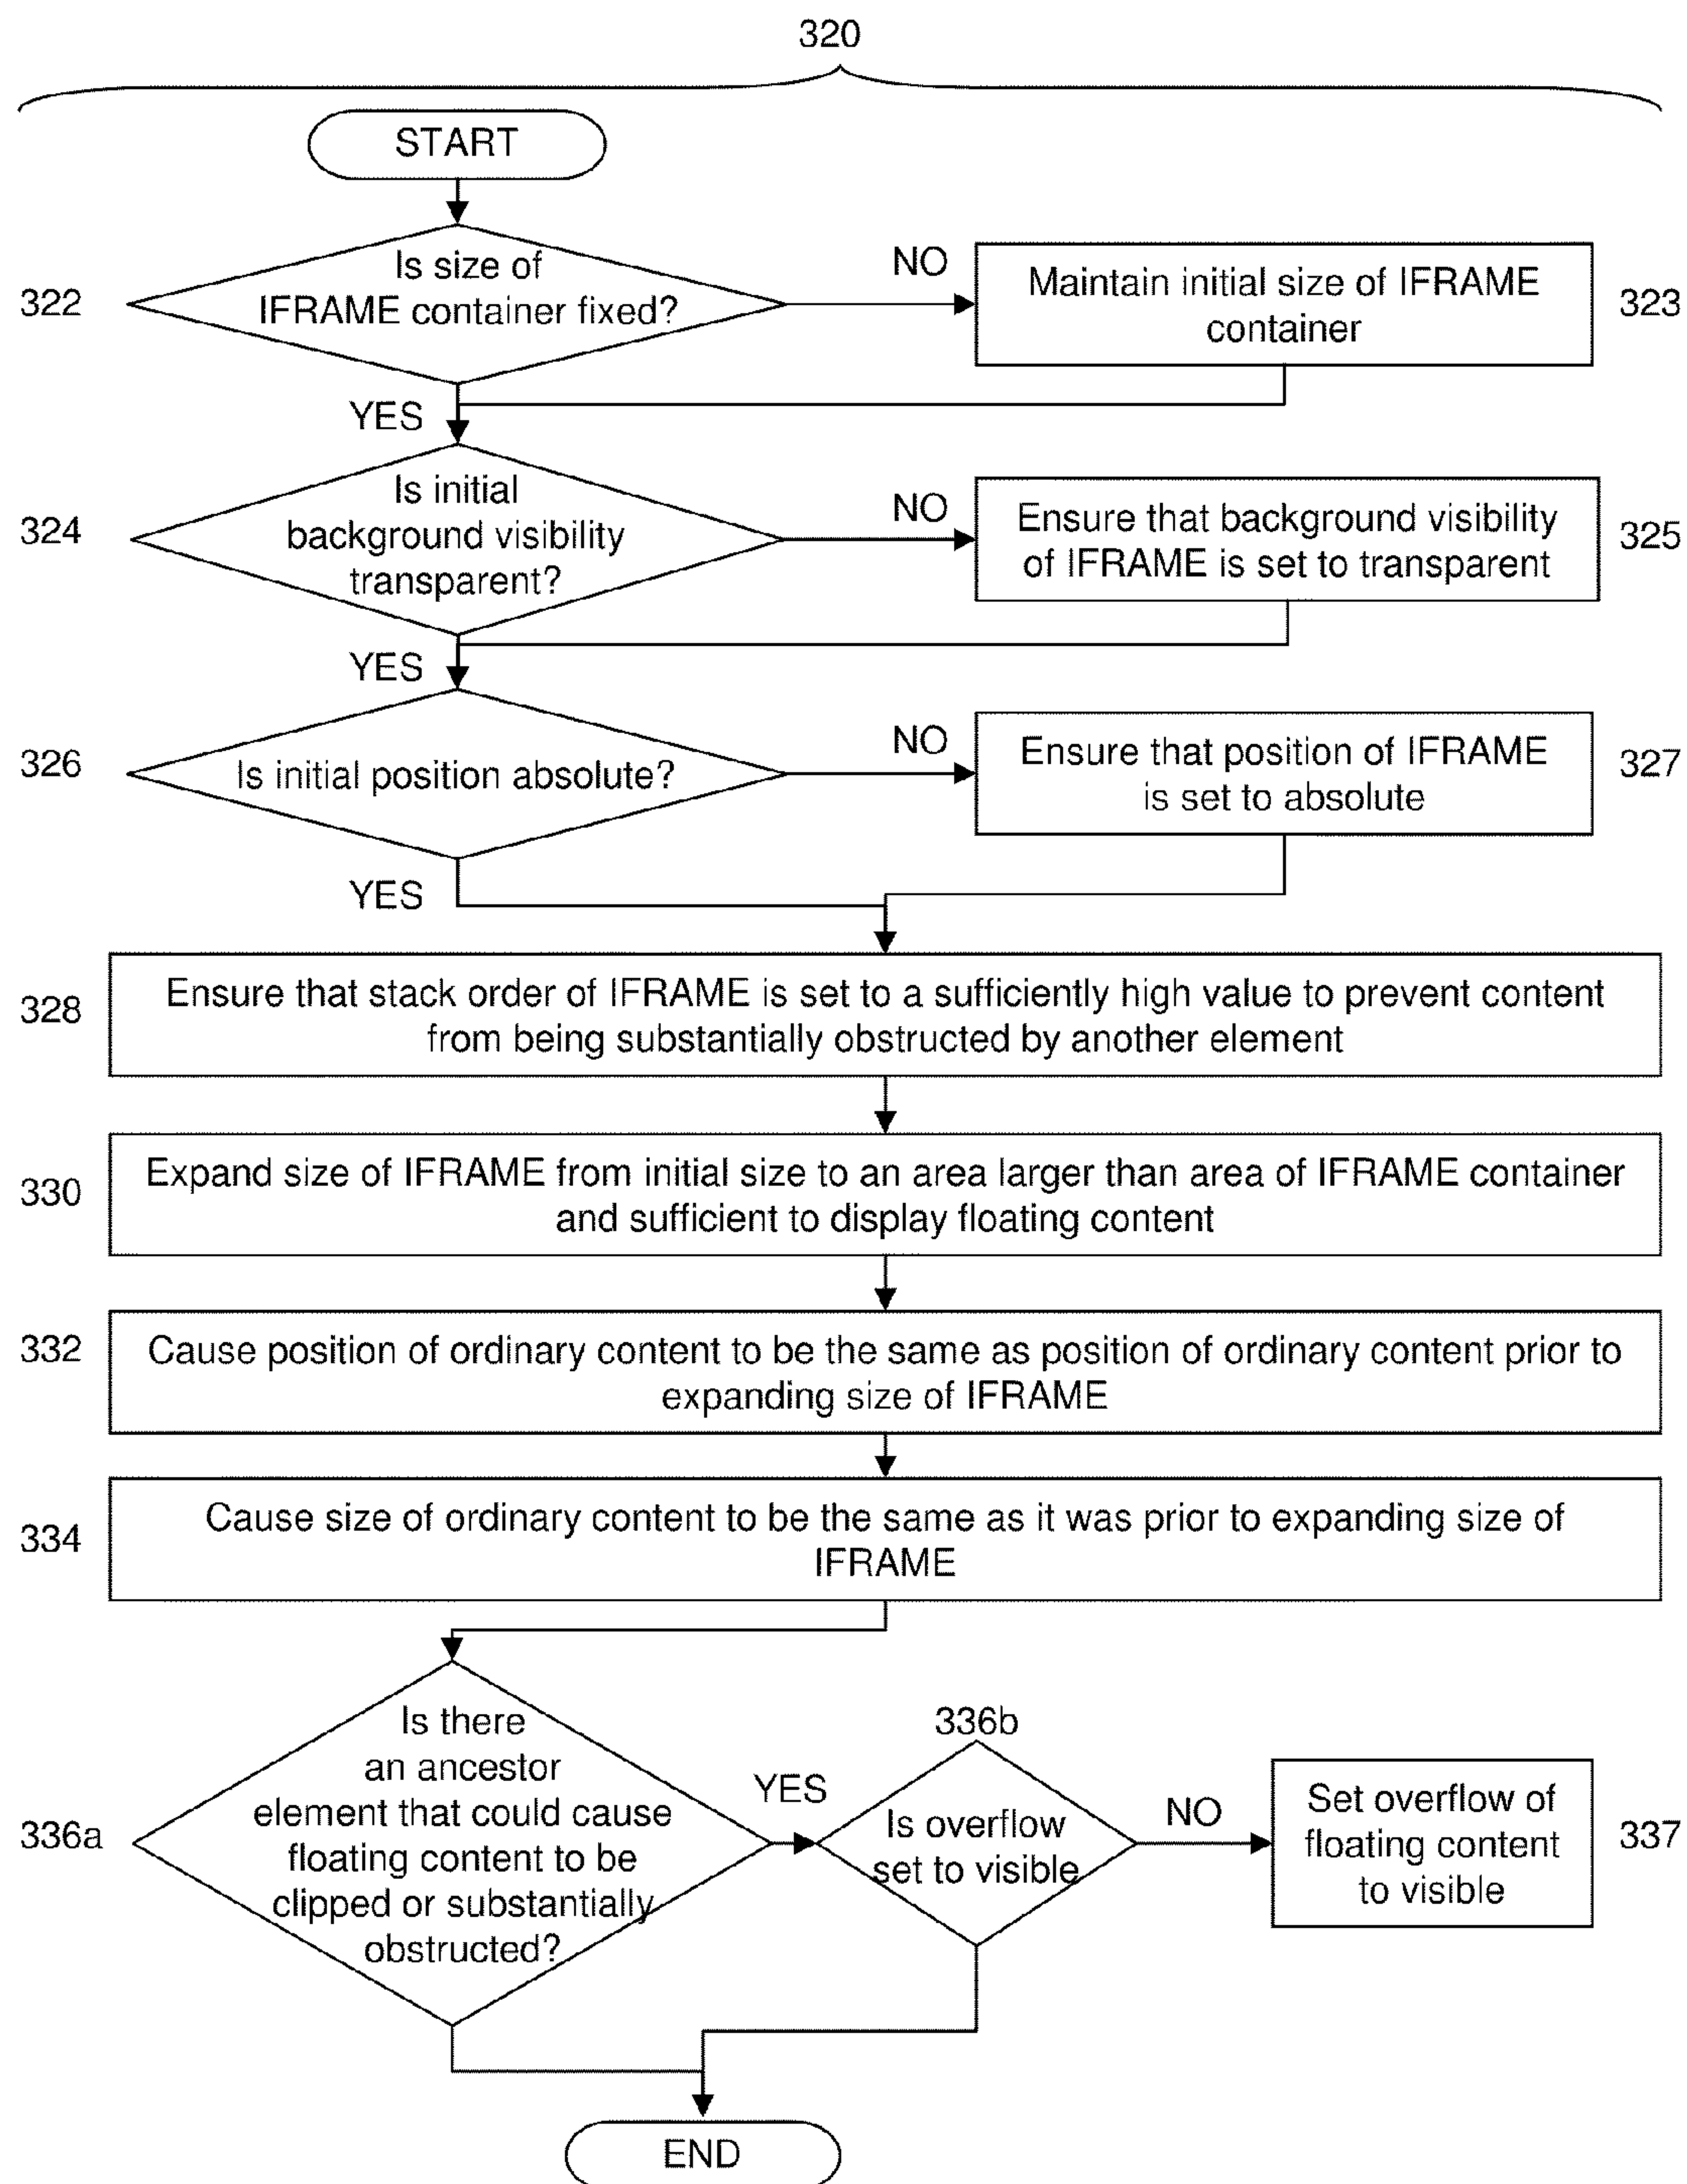 320
START
322
Is size of
IFRAME container fixed?
NO
Maintain initial size of IFRAME
container
323
YES
324
Is initial
background visibility
transparent?
NO
Ensure that background visibility
of IFRAME is set to transparent
325
YES
326
Is initial position absolute?
NO
Ensure that position of IFRAME
is set to absolute
327
YES
328
Ensure that stack order of IFRAME is set to a sufficiently high value to prevent content
from being substantially obstructed by another element
330
Expand size of IFRAME from initial size to an area larger than area of IFRAME container
and sufficient to display floating content
332
Cause position of ordinary content to be the same as position of ordinary content prior to
expanding size of IFRAME
334
Cause size of ordinary content to be the same as it was prior to expanding size of
IFRAME
336a
Is there
an ancestor
element that could cause
floating content to be
clipped or substantially
obstructed?
YES
336b
Is overflow
set to visible
NO
Set overflow of
floating content
to visible
337
END